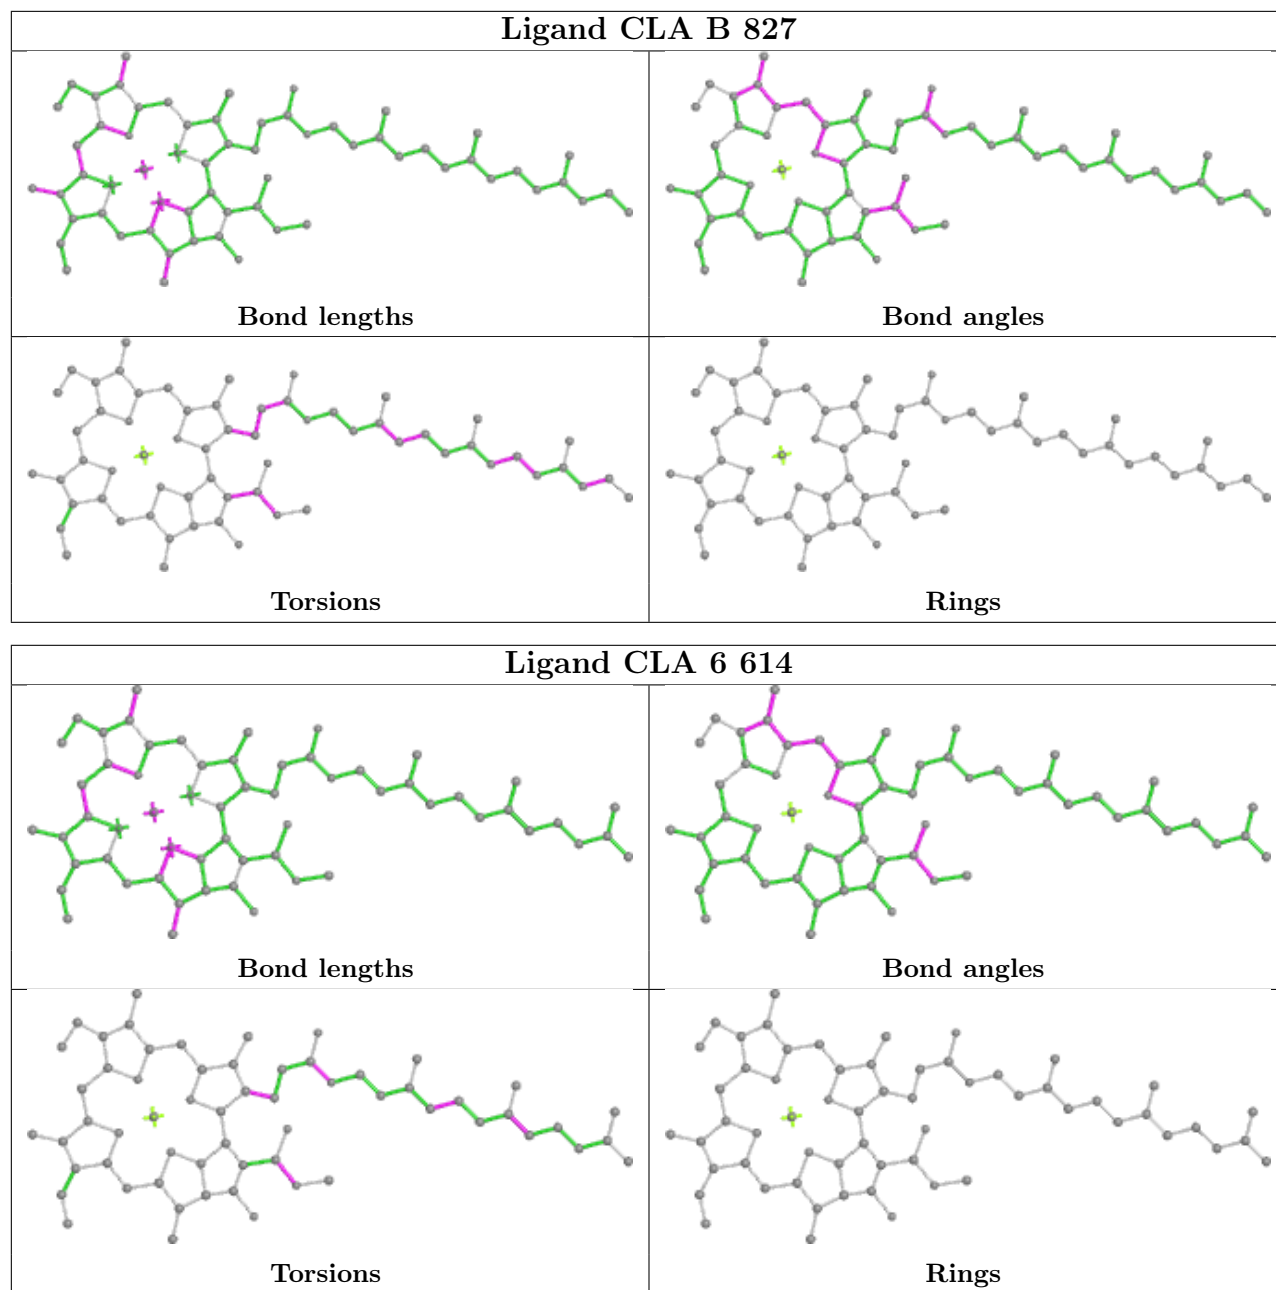 Ligand CLA B 827
Bond lengths
Bond angles
Torsions
Rings
Ligand CLA 6 614
Bond lengths
Bond angles
Torsions
Rings